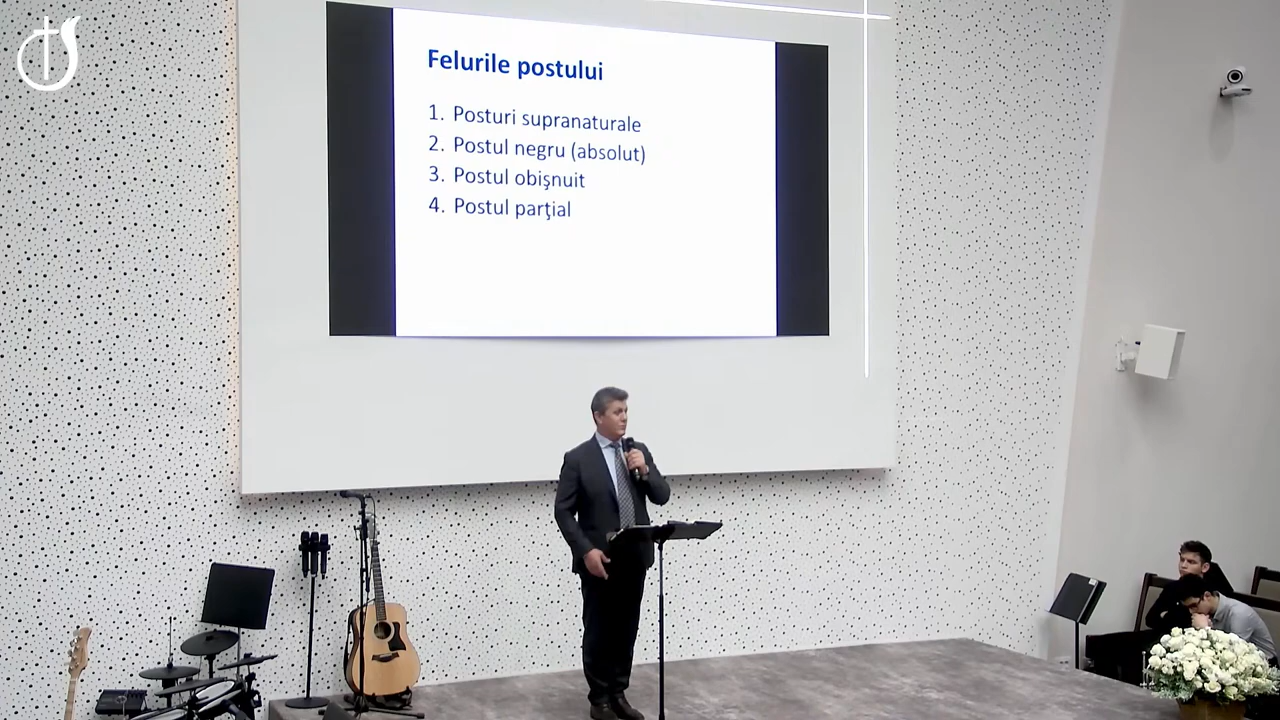 Felurile postului
1. Posturi supranaturale
2. Postul negru (absolut)
3. Postul obişnuit
4. Postul parţial